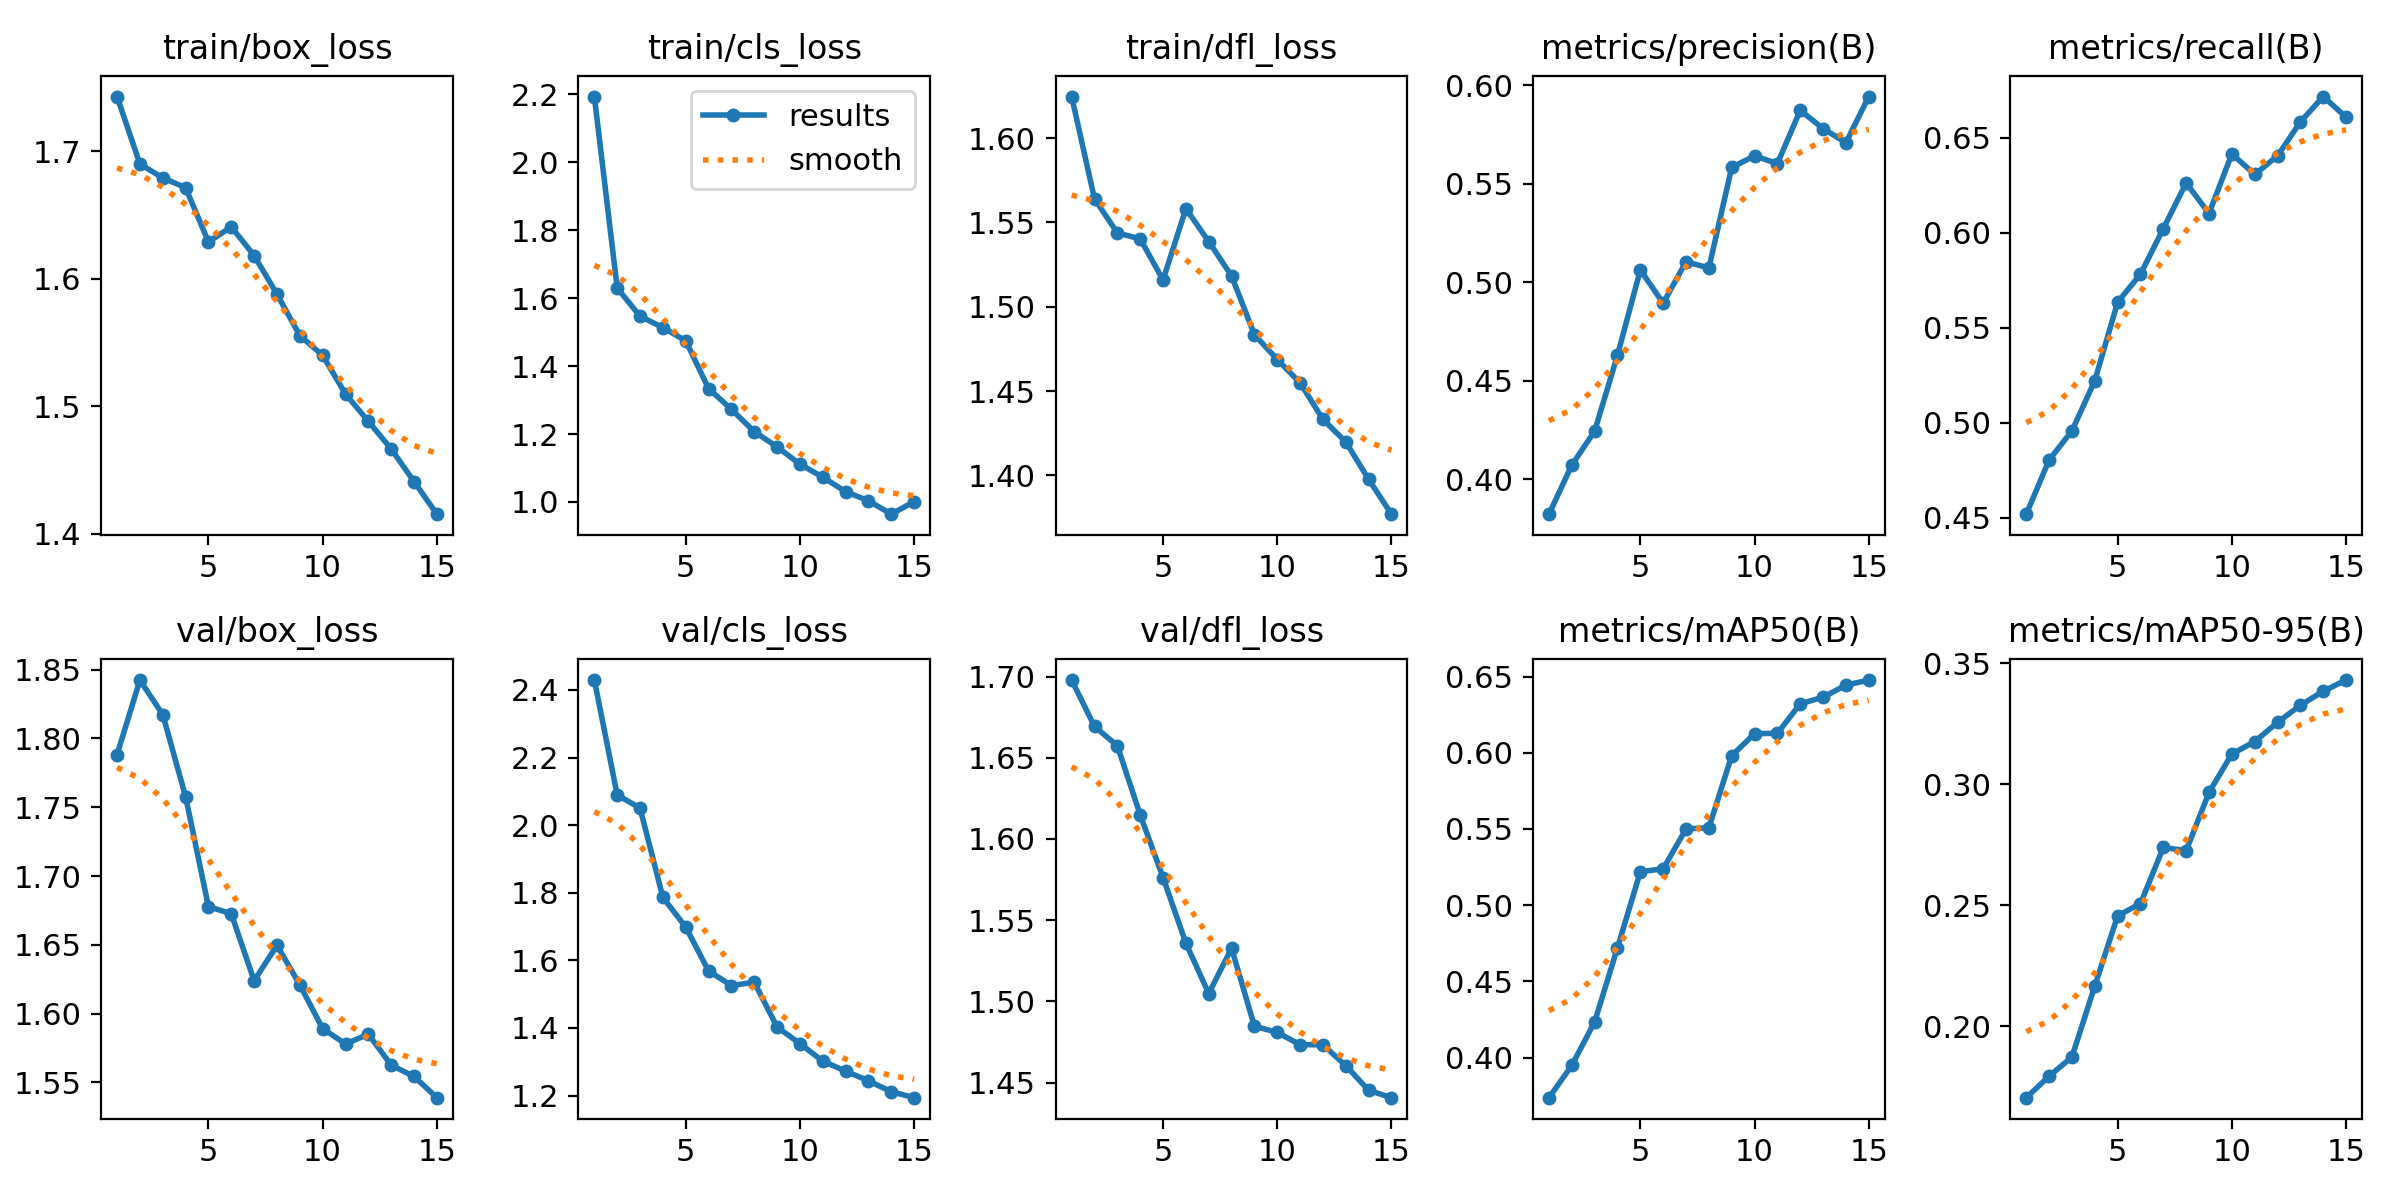 train/box_loss
1.7
1.6
1.5
1.4
5 10 15
train/cls_loss
results
smooth
2.2
2.0
1.8
1.6
1.4
1.2
1.0
5 10 15
train/dfl_loss
1.60
1.55
1.50
1.45
1.40
5 10 15
metrics/precision(B)
0.60
0.55
0.50
0.45
0.40
5 10 15
metrics/recall(B)
0.65
0.60
0.55
0.50
0.45
5 10 15
val/box_loss
1.85
1.80
1.75
1.70
1.65
1.60
1.55
5 10 15
val/cls_loss
2.4
2.2
2.0
1.8
1.6
1.4
1.2
5 10 15
val/dfl_loss
1.70
1.65
1.60
1.55
1.50
1.45
5 10 15
metrics/mAP50(B)
0.65
0.60
0.55
0.50
0.45
0.40
5 10 15
metrics/mAP50-95(B)
0.35
0.30
0.25
0.20
5 10 15